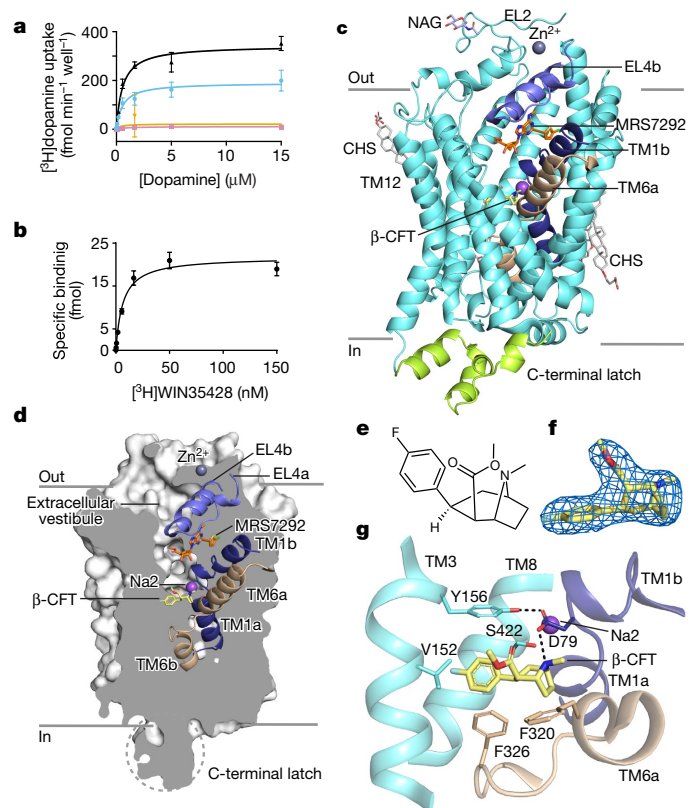 a
[³H]dopamine uptake
(fmol min⁻¹ well⁻¹)
400
200
0
0
5
10
15
[Dopamine] (μM)
b
Specific bindinig
(fmol)
25
15
5
0
0
50
100
150
[³H]WIN35428 (nM)
c
NAG
EL2
Zn²⁺
EL4b
Out
MRS7292
CHS
TM1b
TM12
TM6a
β-CFT
CHS
In
C-terminal latch
d
Zn²⁺
EL4b
Out
EL4a
Extracellular
vestibule
MRS7292
TM1b
Na2
TM6a
β-CFT
TM1a
TM6b
In
C-terminal latch
e
F
O
O
N
H
f
g
TM3
TM8
TM1b
Y156
Na2
S422
D79
V152
β-CFT
TM1a
F320
F326
TM6a